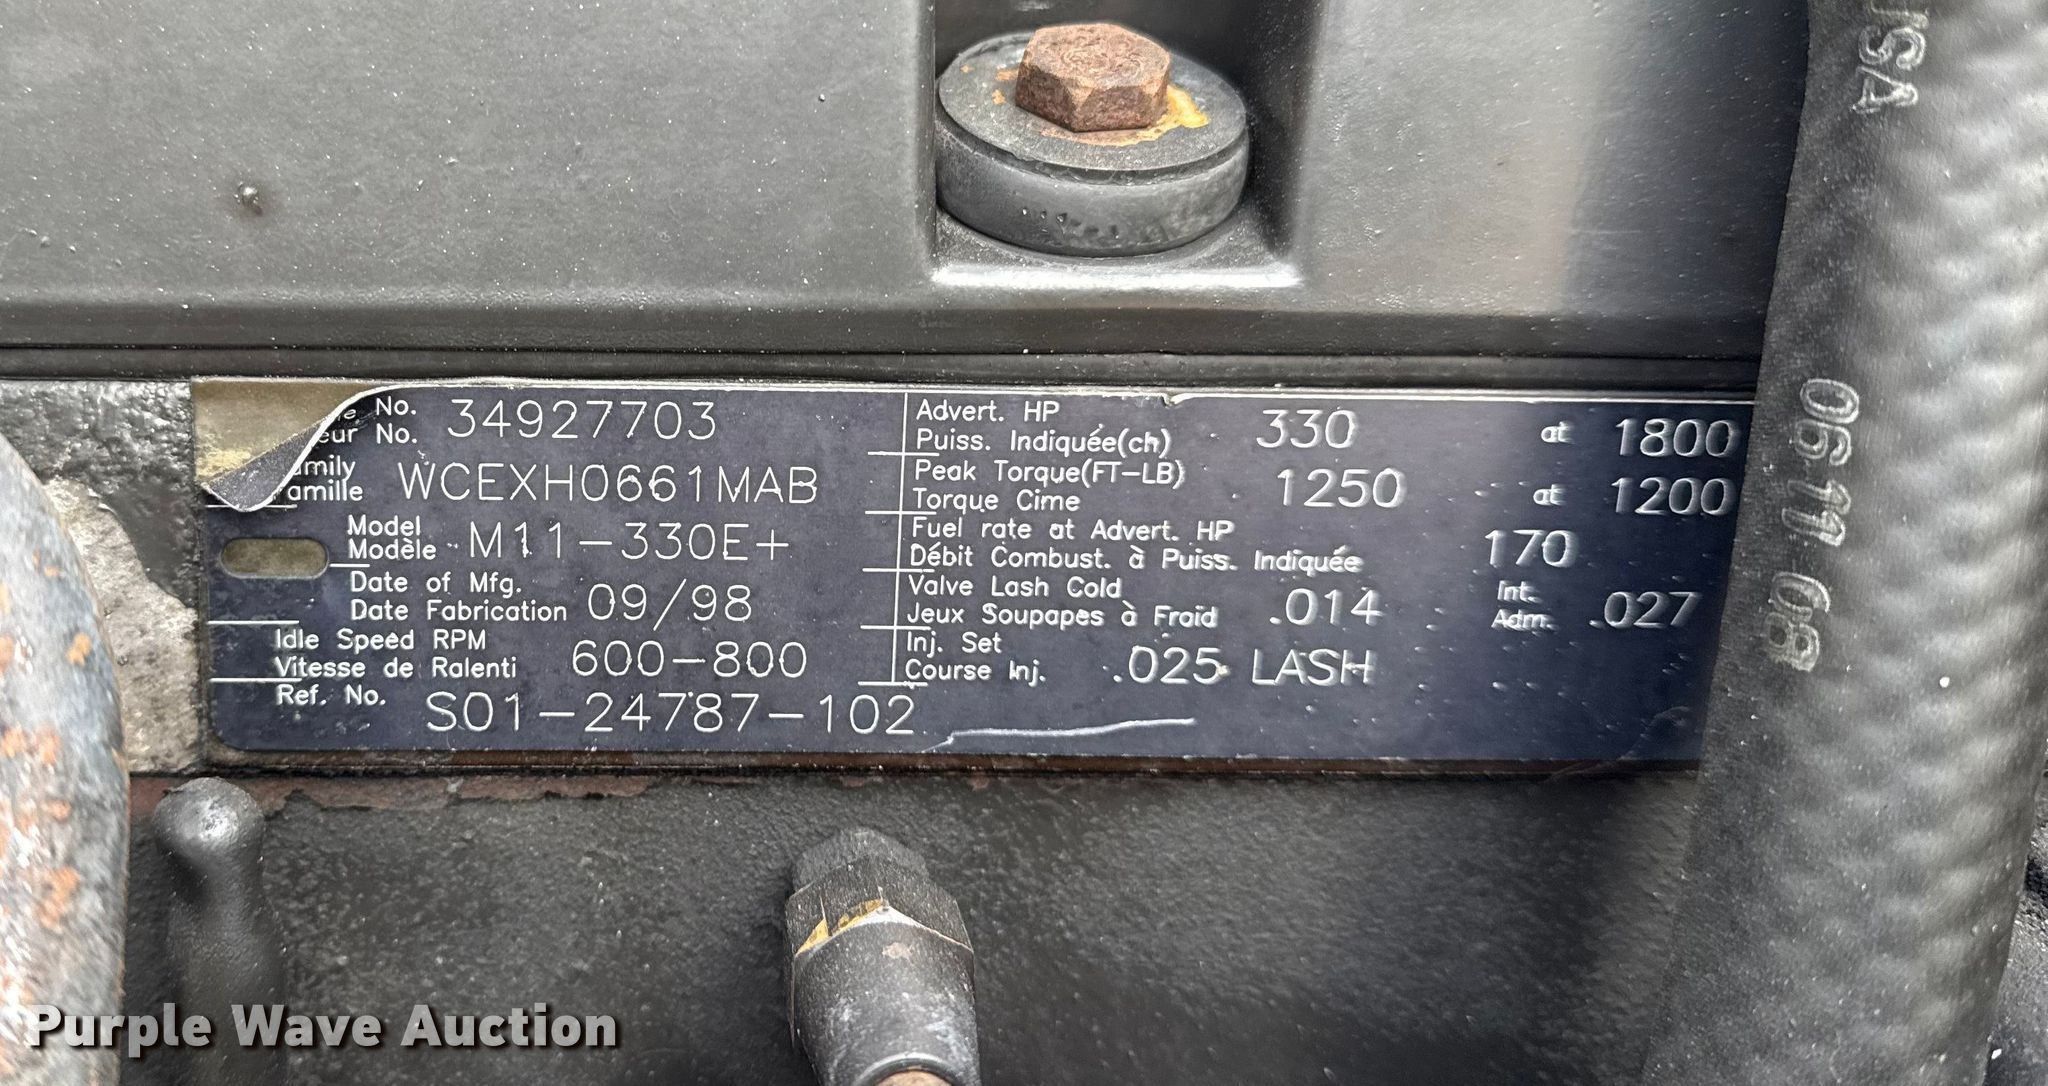 No. 34927703
eur No.
amily WCEXH0661MAB
amille
Model M11-330E+
Modèle
Date of Mfg. 09/98
Date Fabrication
Idle Speed RPM 600-800
Vitesse de Ralenti
Ref. No. S01-24787-102
Advert. HP 330 at 1800
Puiss. Indiquée(ch)
Peak Torque(FT-LB) 1250 at 1200
Torque Cime
Fuel rate at Advert. HP 170
Débit Combust. à Puiss. Indiquée
Valve Lash Cold .014 Int. .027
Jeux Soupapes à Fraid Adm.
Inj. Set .025 LASH
Course Inj.
USA
06 11 08
Purple Wave Auction